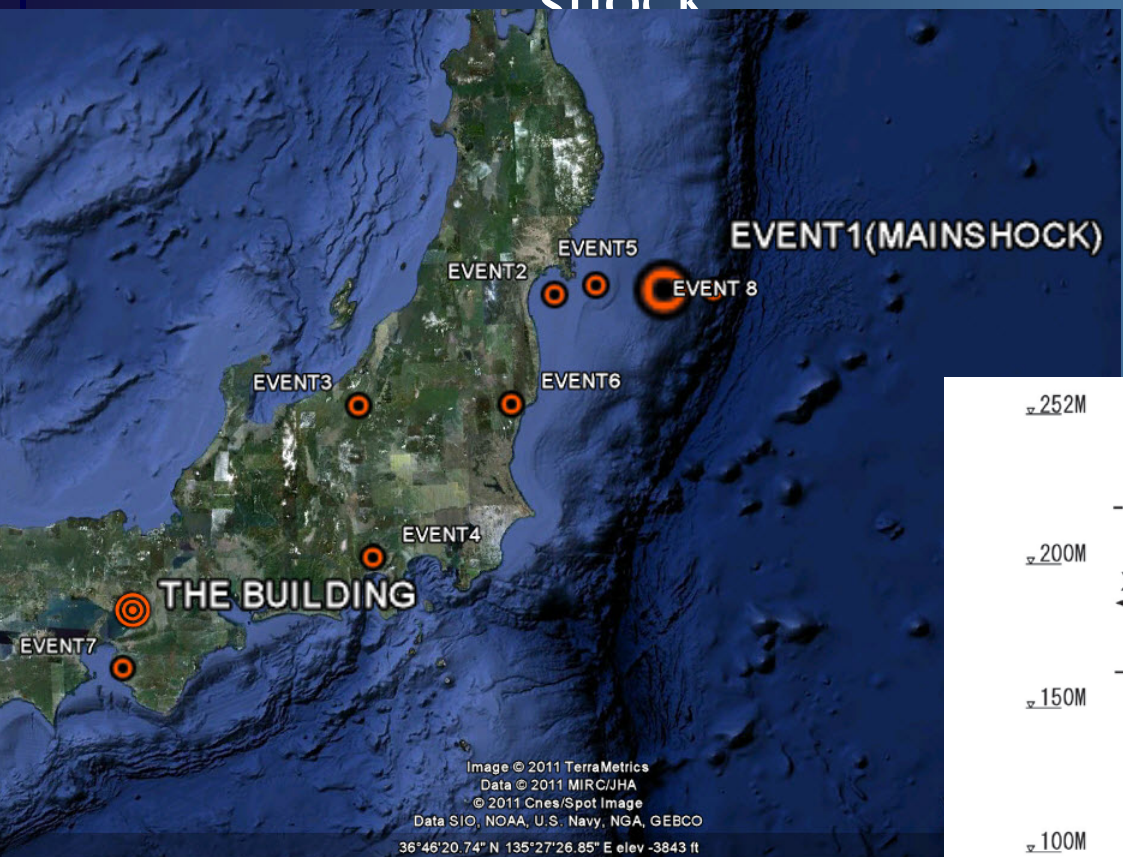 SHOCK
EVENT1(MAINSHOCK)
EVENT5
EVENT2
EVENT 8
EVENT3
EVENT6
EVENT4
THE BUILDING
EVENT7
252M
200M
150M
100M
Image © 2011 TerraMetrics
Data © 2011 MIRC/JHA
© 2011 Cnes/Spot Image
Data SIO, NOAA, U.S. Navy, NGA, GEBCO
36°46'20.74" N 135°27'26.85" E elev -3843 ft